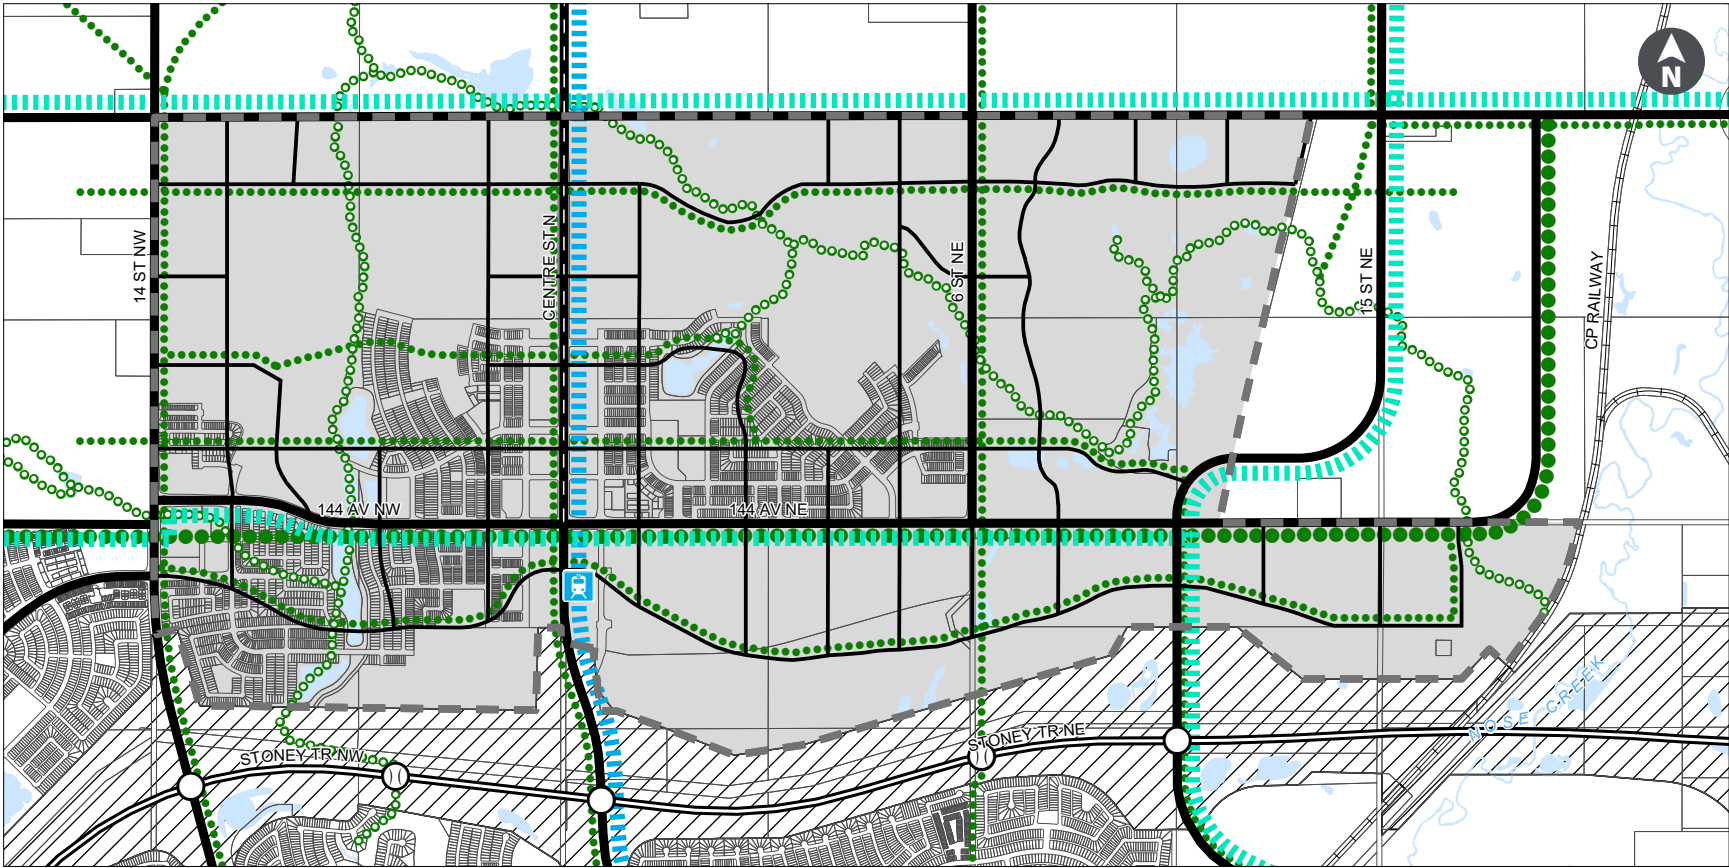 N
14 ST NW
CENTRE ST N
6 ST NE
15 ST NE
CP RAILWAY
144 AV NW
144 AV NE
STONEY TR NW
STONEY TR NE
NOSE CREEK